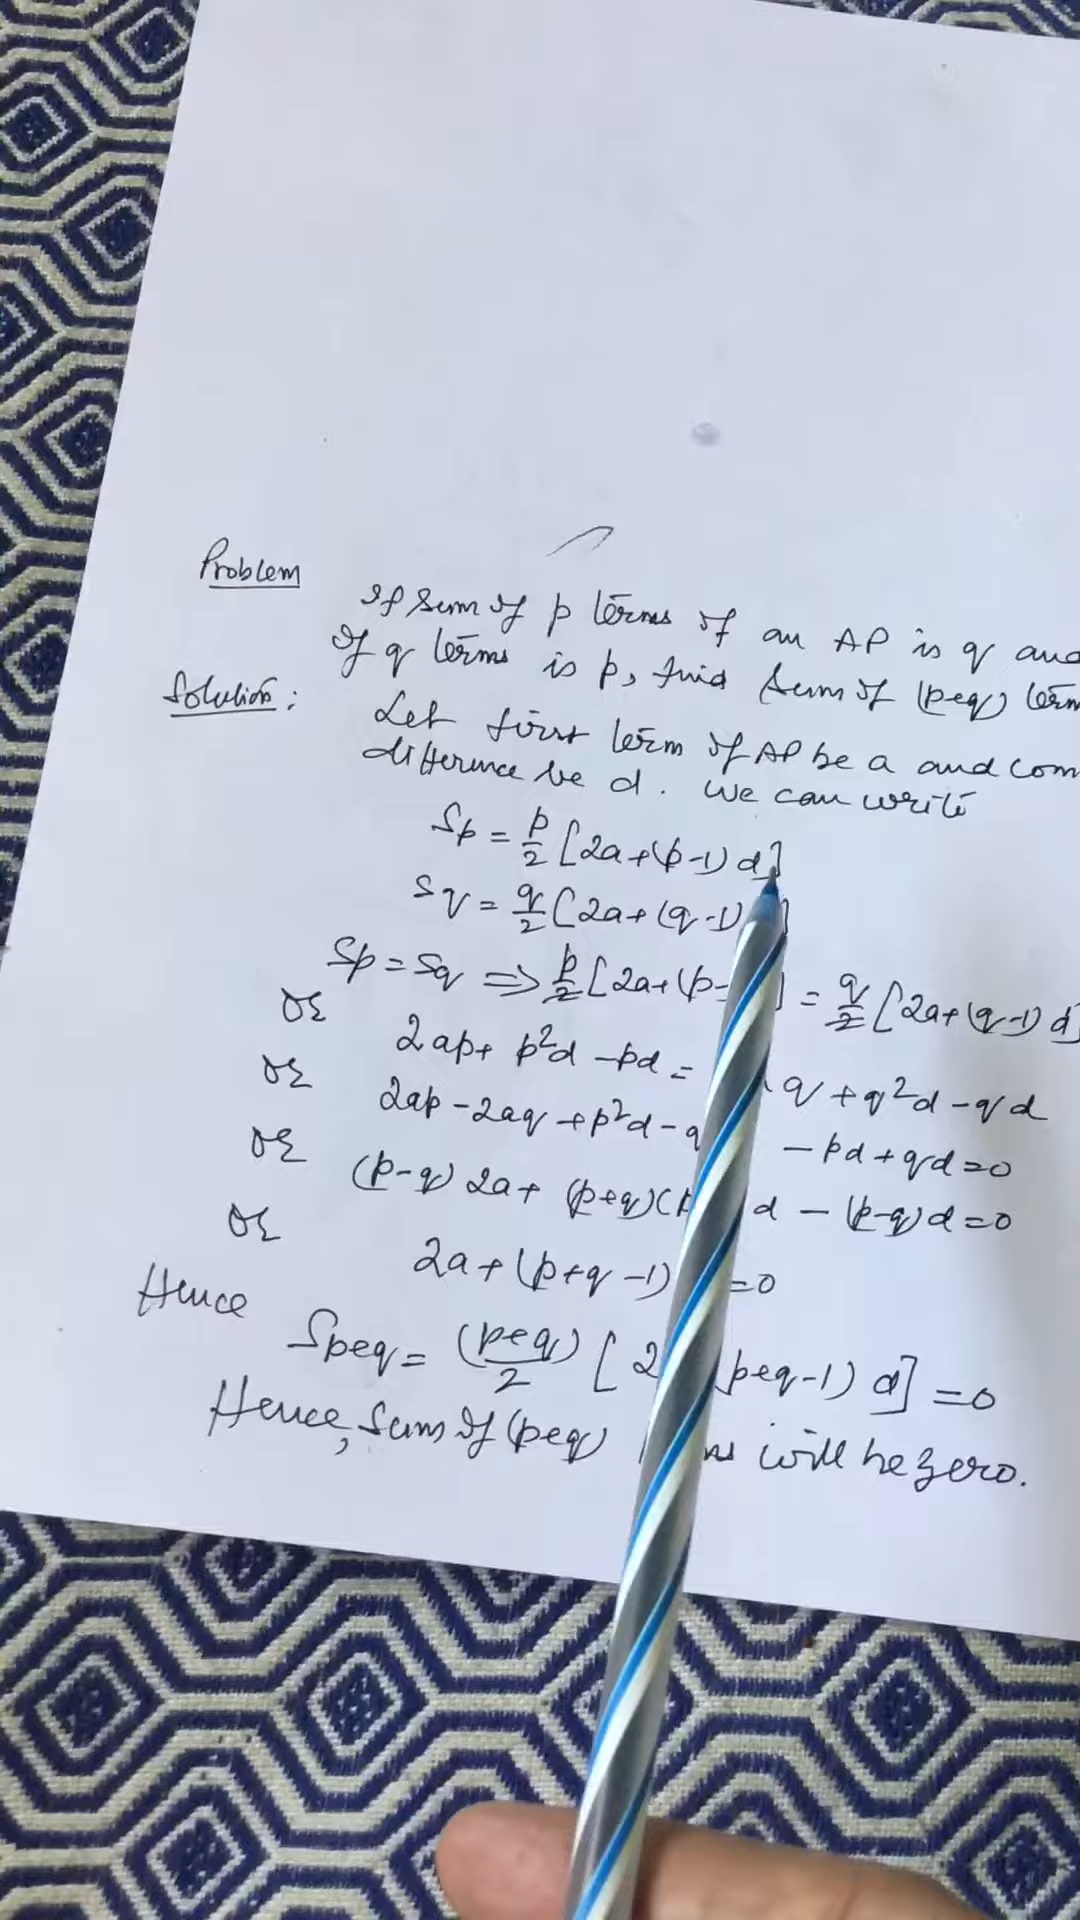 Problem
If Sum of p terms of an AP is q and
of q terms is p, find Sum of (p+q)
Solution:
Let first term of AP be a and
difference be d. We can write
Sp = p/2 [2a+(p-1) d]
Sq = q/2 [2a+(q-1)
Sp = Sq ⇒ p/2 [2a+(p- ] = q/2 [2a+(q-1) d]
or 2ap + p²d - pd = q + q²d - qd
or 2ap - 2aq + p²d - q - pd + qd = 0
or (p-q) 2a + (p+q)( d - (p-q)d = 0
or 2a + (p+q-1) = 0
Hence
Sp+q = (p+q)/2 [2 p+q-1) d] = 0
Hence, Sum of (p+q) will be zero.